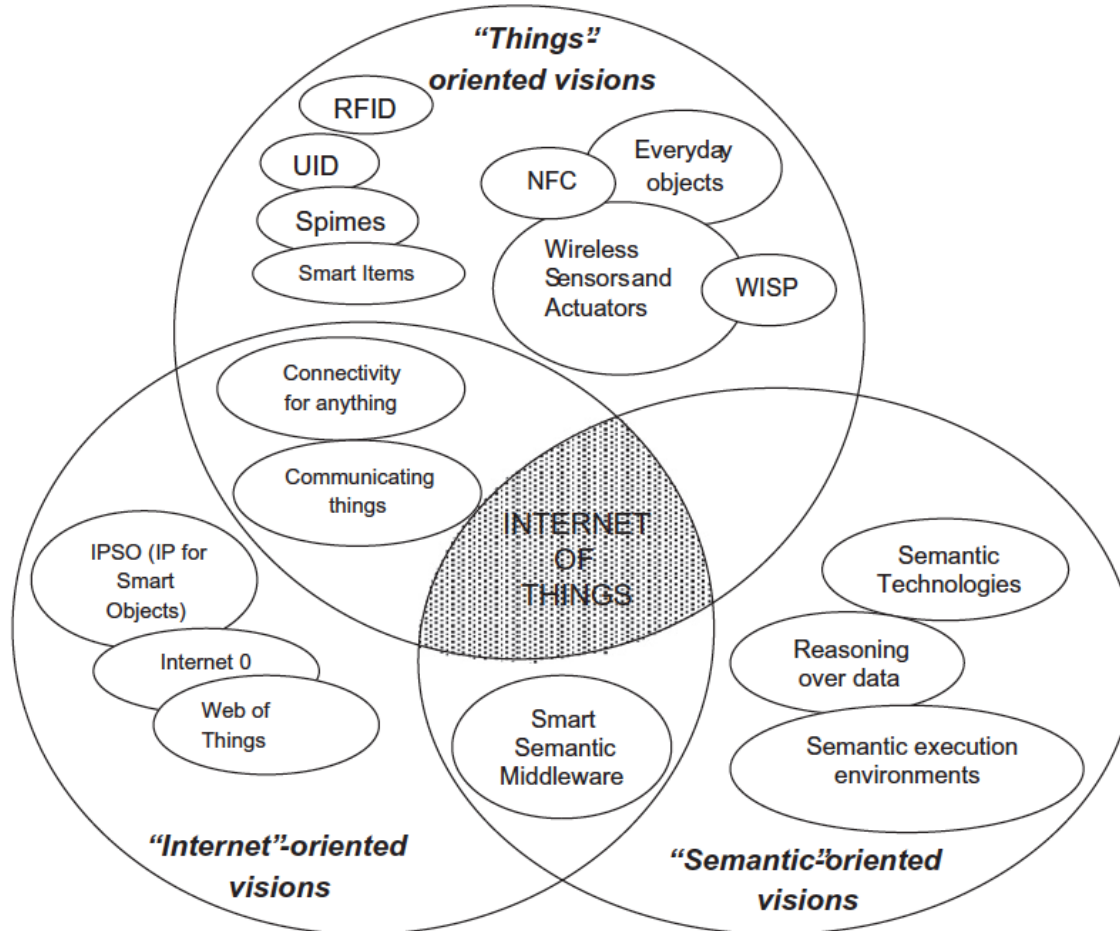 “Things”-
oriented visions
RFID
UID
Spimes
Smart Items
NFC
Everyday
objects
Wireless
Sensors and
Actuators
WISP
Connectivity
for anything
Communicating
things
INTERNET
OF
THINGS
IPSO (IP for
Smart
Objects)
Internet 0
Web of
Things
Semantic
Technologies
Reasoning
over data
Semantic execution
environments
Smart
Semantic
Middleware
“Internet”-oriented
visions
“Semantic”-oriented
visions